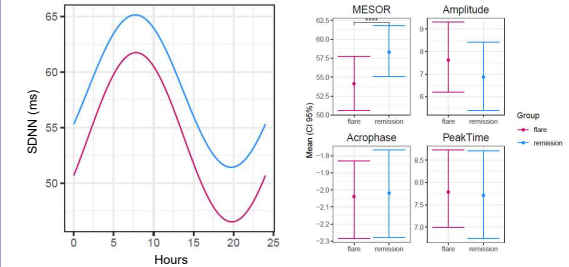 SDNN (ms)
65
60
55
50
0 5 10 15 20 25
Hours
Mean (CI 95%)
MESOR
****
62.5
60.0
57.5
55.0
52.5
50.0
flare remission
Amplitude
9
8
7
6
flare remission
Acrophase
−1.8
−1.9
−2.0
−2.1
−2.2
−2.3
flare remission
PeakTime
8.5
8.0
7.5
7.0
flare remission
Group
flare
remission